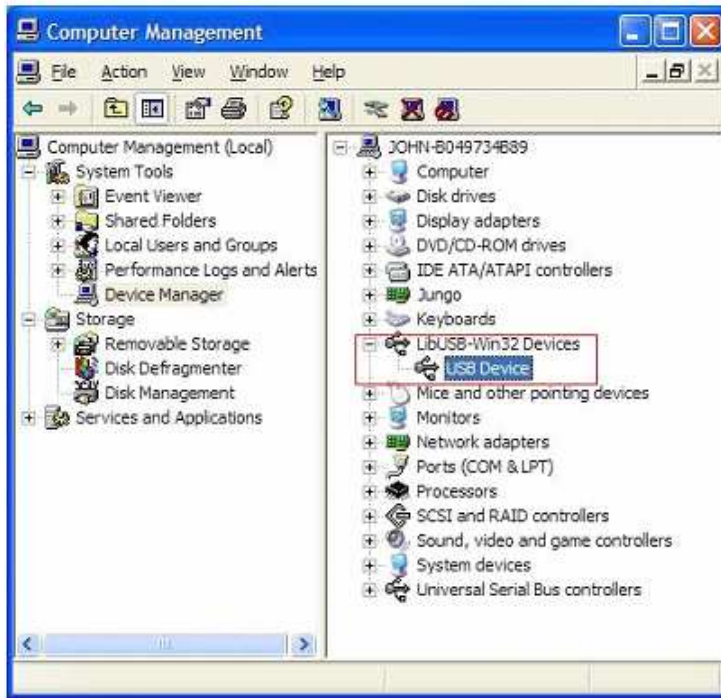 Computer Management
File Action View Window Help
Computer Management (Local)
System Tools
Event Viewer
Shared Folders
Local Users and Groups
Performance Logs and Alerts
Device Manager
Storage
Removable Storage
Disk Defragmenter
Disk Management
Services and Applications
JOHN-B049734689
Computer
Disk drives
Display adapters
DVD/CD-ROM drives
IDE ATA/ATAPI controllers
Jungo
Keyboards
LibUSB-Win32 Devices
USB Device
Mice and other pointing devices
Monitors
Network adapters
Ports (COM & LPT)
Processors
SCSI and RAID controllers
Sound, video and game controllers
System devices
Universal Serial Bus controllers